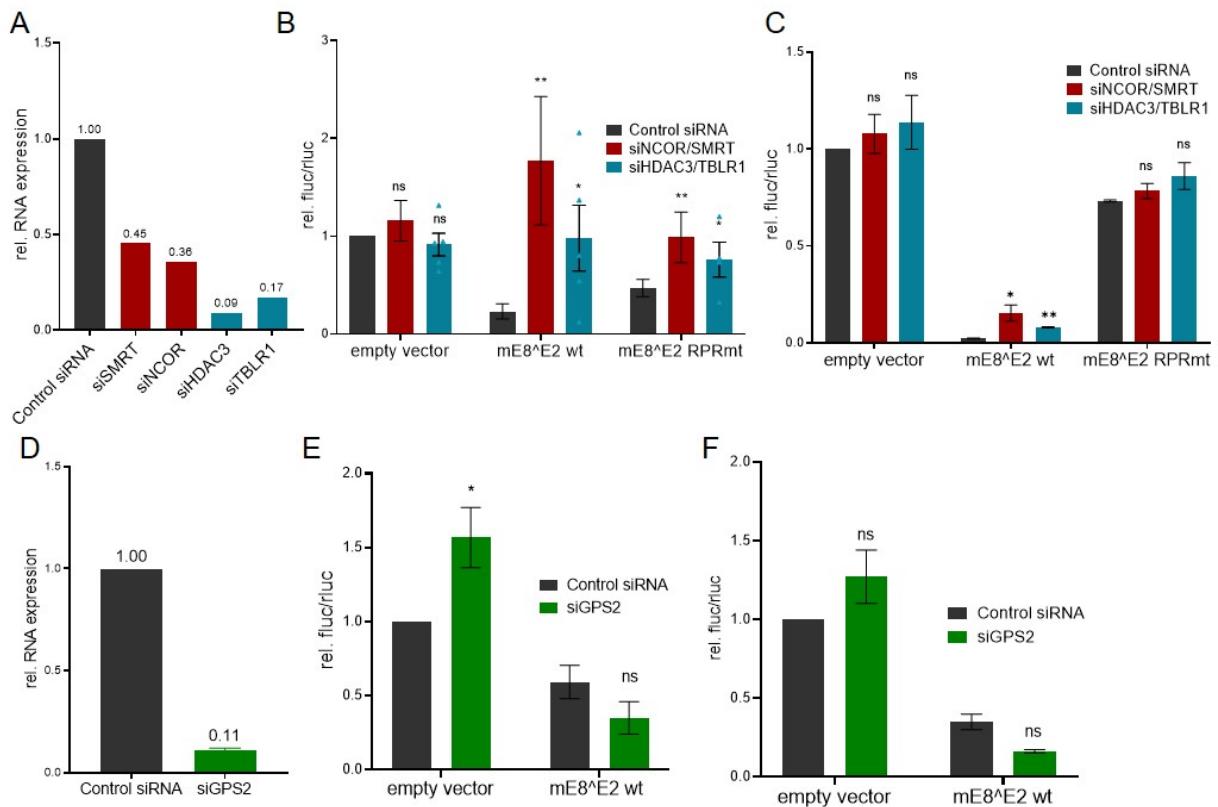 A
rel. RNA expression
1.5
1.0
0.5
0.0
1.00
0.45
0.36
0.09
0.17
Control siRNA
siSMRT
siNCOR
siHDAC3
siTBLR1
B
rel. fluc/rluc
3
2
1
0
Control siRNA
siNCOR/SMRT
siHDAC3/TBLR1
ns
ns
**
*
**
*
empty vector
mE8^E2 wt
mE8^E2 RPRmt
C
rel. fluc/rluc
1.5
1.0
0.5
0.0
Control siRNA
siNCOR/SMRT
siHDAC3/TBLR1
ns
ns
*
**
ns
ns
empty vector
mE8^E2 wt
mE8^E2 RPRmt
D
rel. RNA expression
1.5
1.0
0.5
0.0
1.00
0.11
Control siRNA
siGPS2
E
rel. fluc/rluc
2.0
1.5
1.0
0.5
0.0
*
ns
Control siRNA
siGPS2
empty vector
mE8^E2 wt
F
rel. fluc/rluc
2.0
1.5
1.0
0.5
0.0
ns
ns
Control siRNA
siGPS2
empty vector
mE8^E2 wt